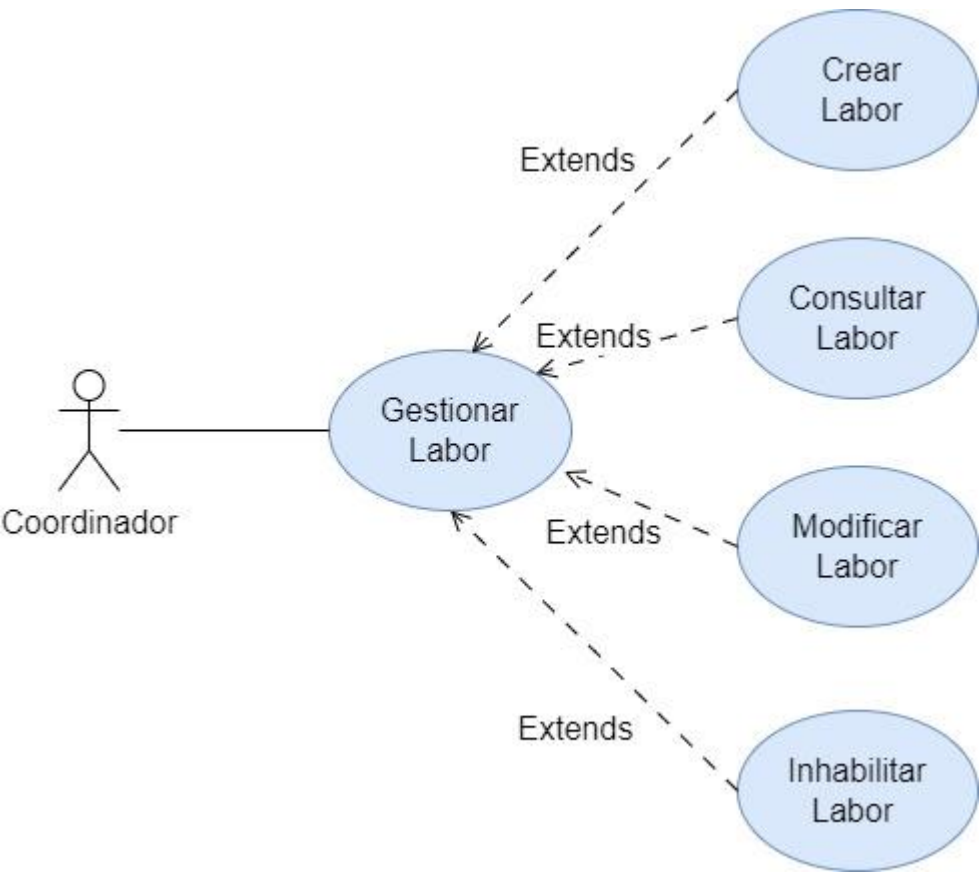 Crear
Labor
Extends
Consultar
Labor
Extends
Gestionar
Labor
Coordinador
Extends
Modificar
Labor
Extends
Inhabilitar
Labor